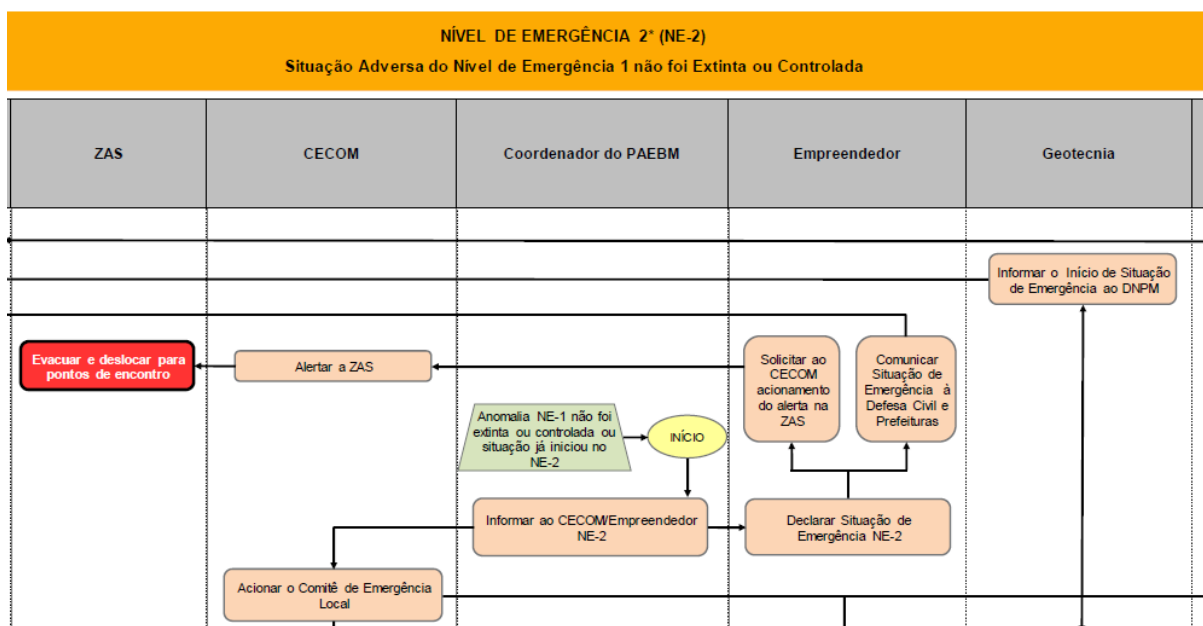 NÍVEL DE EMERGÊNCIA 2* (NE-2)
Situação Adversa do Nível de Emergência 1 não foi Extinta ou Controlada
ZAS
CECOM
Coordenador do PAEBM
Empreendedor
Geotecnia
Informar o Início de Situação
de Emergência ao DNPM
Evacuar e deslocar para
pontos de encontro
Alertar a ZAS
Solicitar ao
CECOM
acionamento
do alerta na
ZAS
Comunicar
Situação de
Emergência à
Defesa Civil e
Prefeituras
Anomalia NE-1 não foi
extinta ou controlada ou
situação já iniciou no
NE-2
INÍCIO
Informar ao CECOM/Empreendedor
NE-2
Declarar Situação de
Emergência NE-2
Acionar o Comitê de Emergência
Local